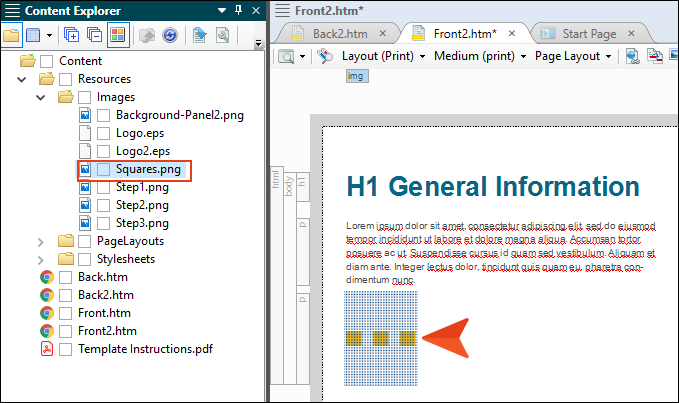 Content Explorer
Content
Resources
Images
Background-Panel2.png
Logo.eps
Logo2.eps
Squares.png
Step1.png
Step2.png
Step3.png
PageLayouts
Stylesheets
Back.htm
Back2.htm
Front.htm
Front2.htm
Template Instructions.pdf
Front2.htm*
Back2.htm
Front2.htm*
Start Page
Layout (Print)
Medium (print)
Page Layout
img
html
body
h1
p
p
H1 General Information
Lorem ipsum dolor sit amet, consectetur adipiscing elit, sed do eiusmod
tempor incididunt ut labore et dolore magna aliqua. Accumsan tortor
posuere ac ut. Suspendisse cursus id quam sed vestibulum. Aliquam et
diam ante. Integer lectus dolor, tincidunt quis quam eu, pharetra con-
dimentum nunc.